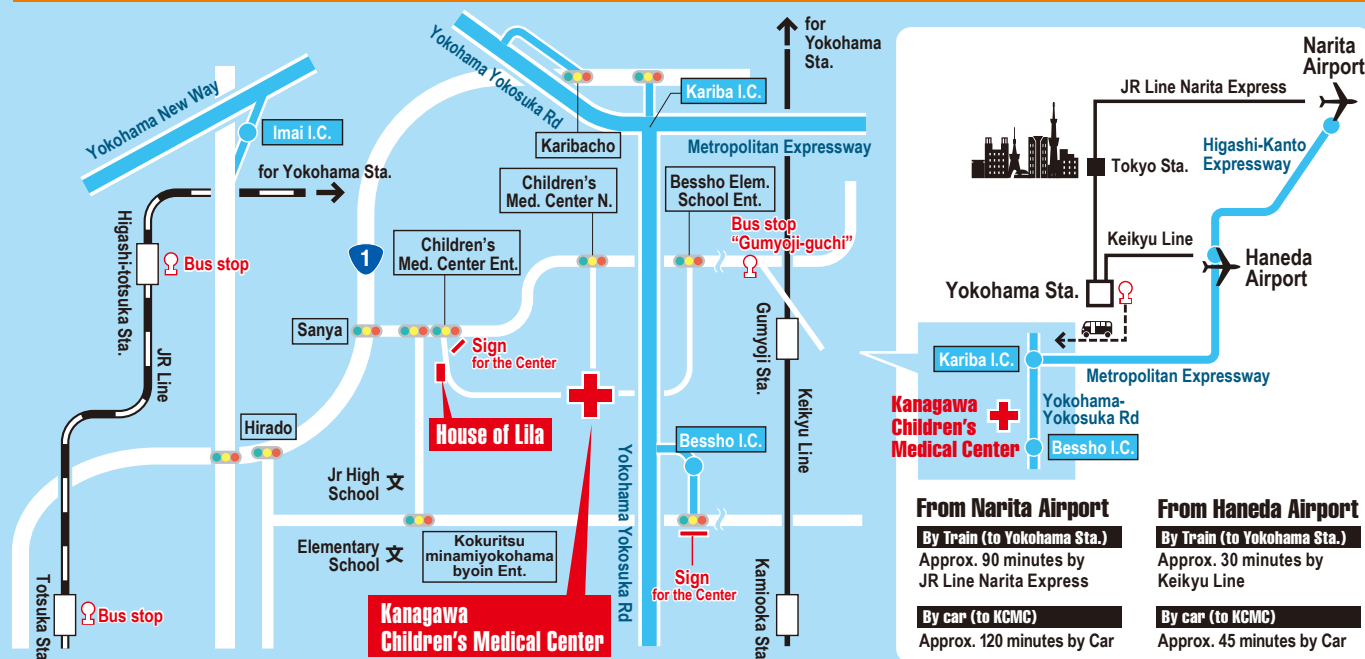 for
Yokohama
Sta.
Yokohama New Way
Imai I.C.
for Yokohama Sta.
Higashi-totsuka Sta.
Bus stop
JR Line
Totsuka Sta
Bus stop
1
Yokohama Yokosuka Rd
Karibacho
Kariba I.C.
Metropolitan Expressway
Children's
Med. Center N.
Bessho Elem.
School Ent.
Bus stop
"Gumyoji-guchi"
Children's
Med. Center Ent.
Sanya
Sign
for the Center
House of Lila
Hirado
Gumyoji Sta.
Keikyu Line
Bessho I.C.
Yokohama Yokosuka Rd
Jr High
School
文
Elementary
School
文
Kokuritsu
minamiyokohama
byoin Ent.
Sign
for the Center
Kamiooka Sta
Kanagawa
Children's Medical Center
Narita
Airport
JR Line Narita Express
Higashi-Kanto
Expressway
Tokyo Sta.
Keikyu Line
Haneda
Airport
Yokohama Sta.
Kariba I.C.
Metropolitan Expressway
Kanagawa
Children's
Medical Center
Yokohama-
Yokosuka Rd
Bessho I.C.
From Narita Airport
By Train (to Yokohama Sta.)
Approx. 90 minutes by
JR Line Narita Express
By car (to KCMC)
Approx. 120 minutes by Car
From Haneda Airport
By Train (to Yokohama Sta.)
Approx. 30 minutes by
Keikyu Line
By car (to KCMC)
Approx. 45 minutes by Car